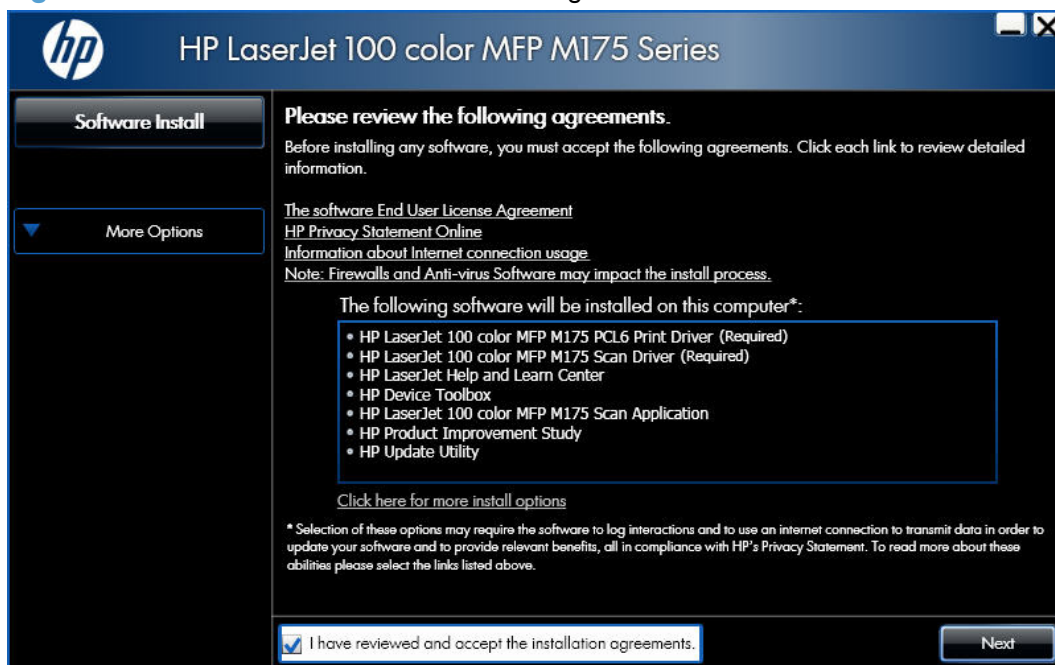 hp
HP LaserJet 100 color MFP M175 Series
Software Install
More Options
Please review the following agreements.
Before installing any software, you must accept the following agreements. Click each link to review detailed
information.
The software End User License Agreement
HP Privacy Statement Online
Information about Internet connection usage
Note: Firewalls and Anti-virus Software may impact the install process.
The following software will be installed on this computer*:
• HP LaserJet 100 color MFP M175 PCL6 Print Driver (Required)
• HP LaserJet 100 color MFP M175 Scan Driver (Required)
• HP LaserJet Help and Learn Center
• HP Device Toolbox
• HP LaserJet 100 color MFP M175 Scan Application
• HP Product Improvement Study
• HP Update Utility
Click here for more install options
* Selection of these options may require the software to log interactions and to use an internet connection to transmit data in order to
update your software and to provide relevant benefits, all in compliance with HP's Privacy Statement. To read more about these
abilities please select the links listed above.
I have reviewed and accept the installation agreements.
Next